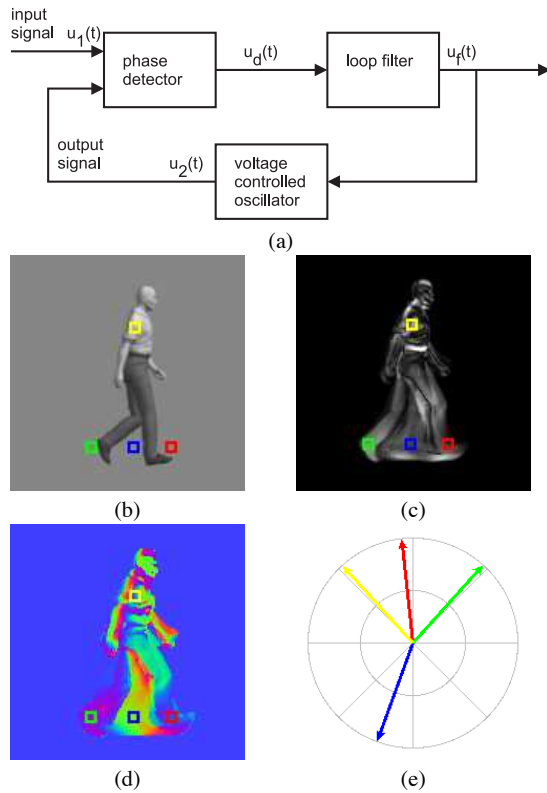 input
signal u1(t)
phase
detector
ud(t)
loop filter
uf(t)
output
signal
u2(t)
voltage
controlled
oscillator
(a)
(b)
(c)
(d)
(e)